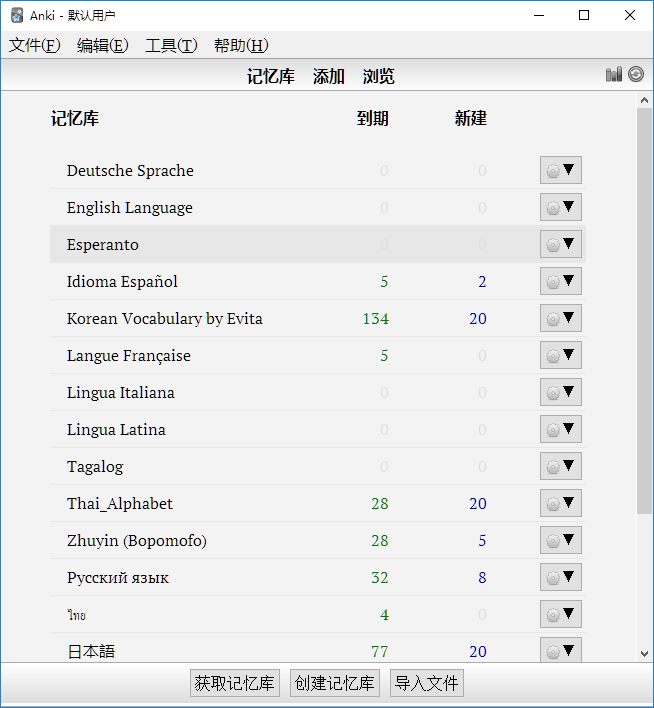 Anki - 默认用户
文件(F) 编辑(E) 工具(T) 帮助(H)
记忆库 添加 浏览
记忆库 到期 新建
Deutsche Sprache 0 0
English Language 0 0
Esperanto 0 0
Idioma Español 5 2
Korean Vocabulary by Evita 134 20
Langue Française 5 0
Lingua Italiana 0 0
Lingua Latina 0 0
Tagalog 0 0
Thai_Alphabet 28 20
Zhuyin (Bopomofo) 28 5
Русский язык 32 8
ไทย 4 0
日本語 77 20
获取记忆库 创建记忆库 导入文件